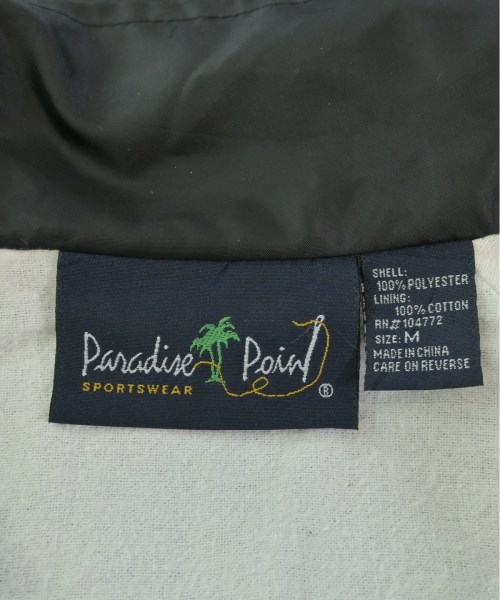 Paradise Point
SPORTSWEAR
®
SHELL:
100% POLYESTER
LINING:
100% COTTON
RN# 104772
SIZE: M
MADE IN CHINA
CARE ON REVERSE